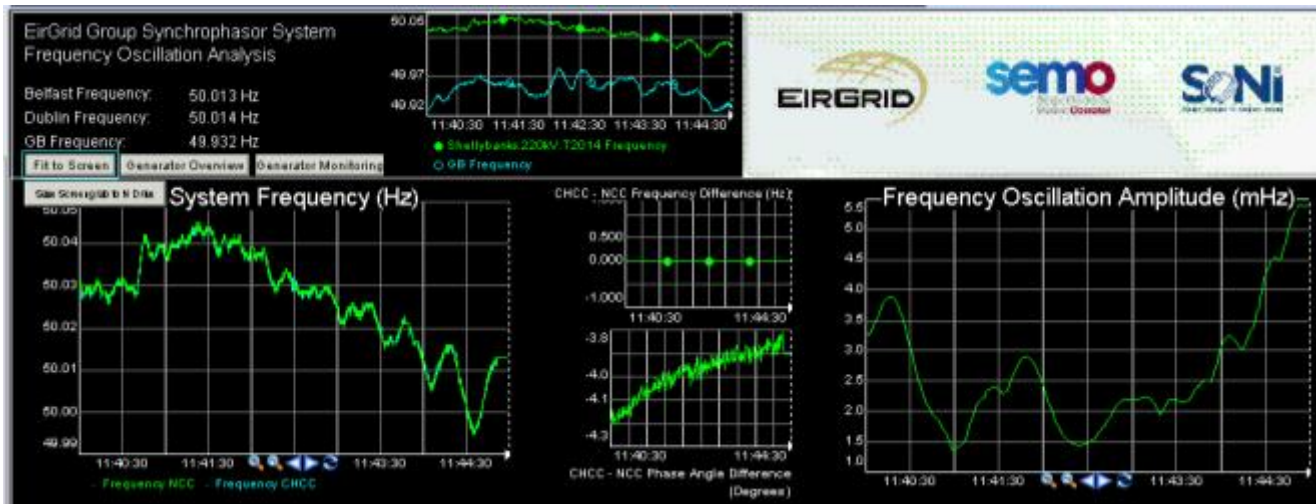 EirGrid Group Synchrophasor System
Frequency Oscillation Analysis
Belfast Frequency: 50.013 Hz
Dublin Frequency: 50.014 Hz
GB Frequency: 49.932 Hz
Fit to Screen Generator Overview Generator Monitoring
50.05
49.97
49.92
11:40:30 11:41:30 11:42:30 11:43:30 11:44:30
Shellybanks.220kV.T2014 Frequency
GB Frequency
EIRGRID
semo
SONI
System Frequency (Hz)
50.05
50.04
50.03
50.02
50.01
50.00
49.99
11:40:30 11:41:30 11:43:30 11:44:30
- Frequency NCC - Frequency CHCC
CHCC - NCC Frequency Difference (Hz)
0.500
0.000
-1.000
11:40:30 11:44:30
-3.8
-4.0
-4.1
-4.3
11:40:30 11:44:30
CHCC - NCC Phase Angle Difference
(Degrees)
Frequency Oscillation Amplitude (mHz)
5.5
5.0
4.5
4.0
3.5
3.0
2.5
2.0
1.5
1.0
11:40:30 11:41:30 11:43:30 11:44:30